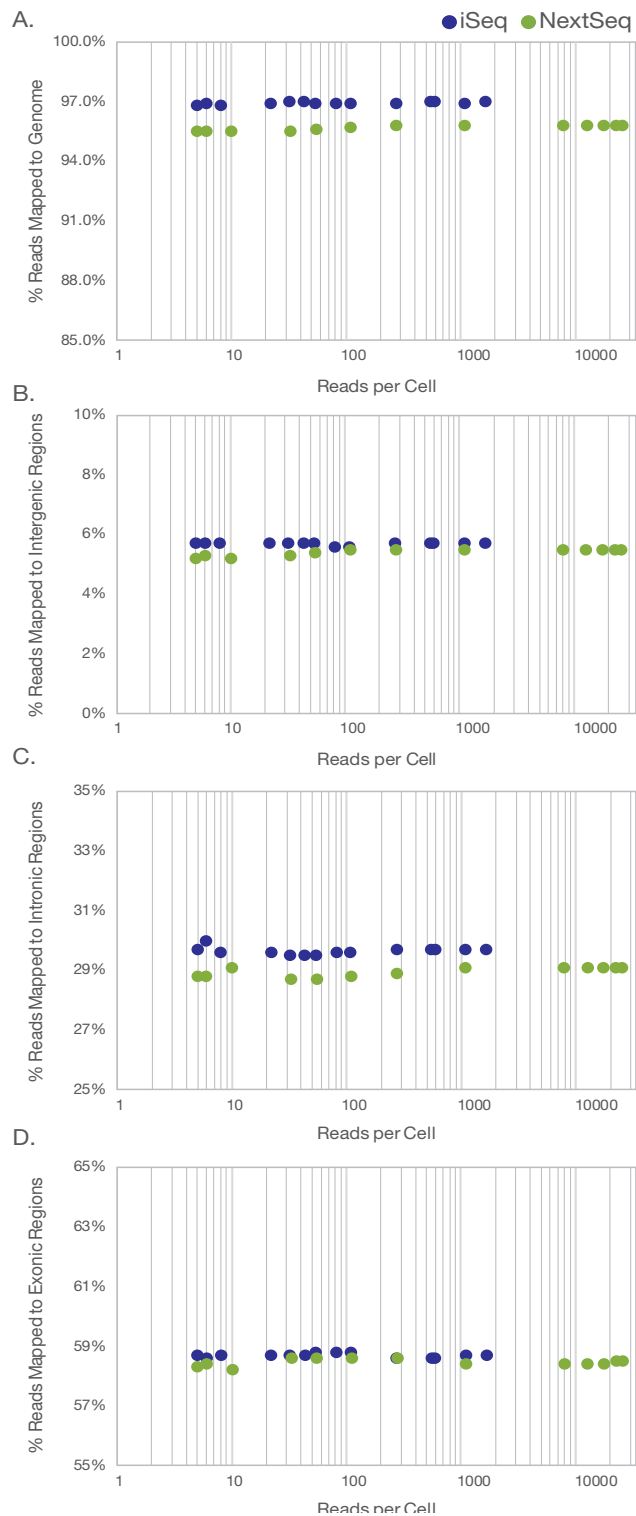 A.
iSeq NextSeq
100.0%
97.0%
94.0%
91.0%
88.0%
85.0%
% Reads Mapped to Genome
1 10 100 1000 10000
Reads per Cell
B.
10%
8%
6%
4%
2%
0%
% Reads Mapped to Intergenic Regions
1 10 100 1000 10000
Reads per Cell
C.
35%
33%
31%
29%
27%
25%
% Reads Mapped to Intronic Regions
1 10 100 1000 10000
Reads per Cell
D.
65%
63%
61%
59%
57%
55%
% Reads Mapped to Exonic Regions
1 10 100 1000 10000
Reads per Cell